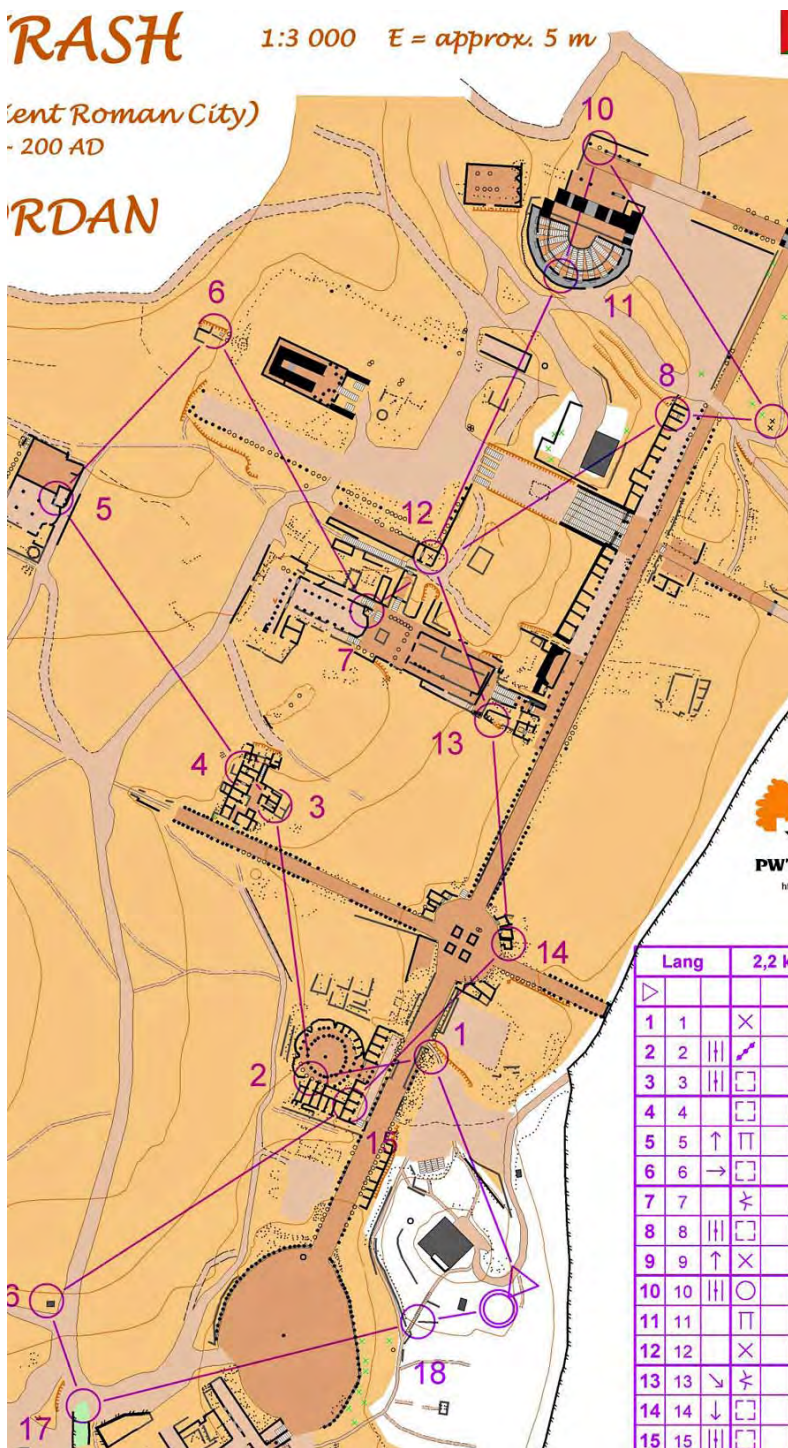 RASH
1:3 000 E = approx. 5 m
ient Roman City)
- 200 AD
RDAN
10
6
11
8
5
12
7
13
4
3
14
1
2
15
6
18
17
PWT
Lang 2,2 k
1 1
2 2
3 3
4 4
5 5 ↑
6 6 →
7 7
8 8
9 9 ↑
10 10
11 11
12 12
13 13 ↘
14 14 ↓
15 15